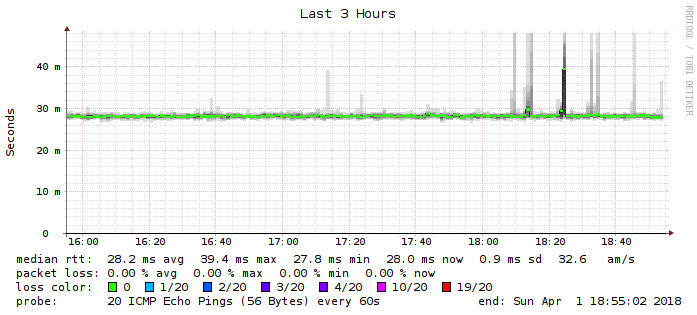 Last 3 Hours
RRDTOOL / TOBI OETIKER
Seconds
40 m
30 m
20 m
10 m
0
16:00 16:20 16:40 17:00 17:20 17:40 18:00 18:20 18:40
median rtt: 28.2 ms avg 39.4 ms max 27.8 ms min 28.0 ms now 0.9 ms sd 32.6 am/s
packet loss: 0.00 % avg 0.00 % max 0.00 % min 0.00 % now
loss color: 0 1/20 2/20 3/20 4/20 10/20 19/20
probe: 20 ICMP Echo Pings (56 Bytes) every 60s end: Sun Apr 1 18:55:02 2018